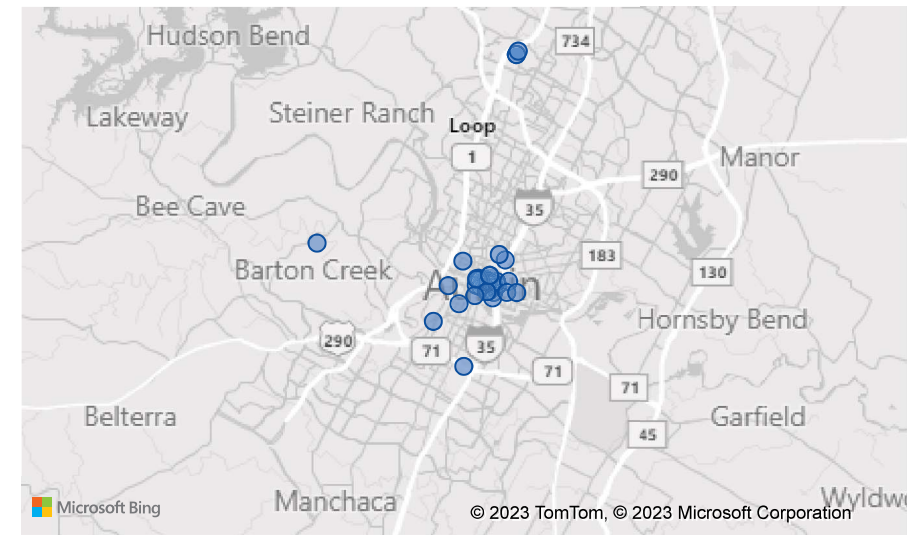 Hudson Bend
734
Lakeway
Steiner Ranch
Loop
1
Manor
290
Bee Cave
35
183
Barton Creek
130
Hornsby Bend
290
71
35
71
71
Belterra
Garfield
45
Manchaca
Microsoft Bing
© 2023 TomTom, © 2023 Microsoft Corporation